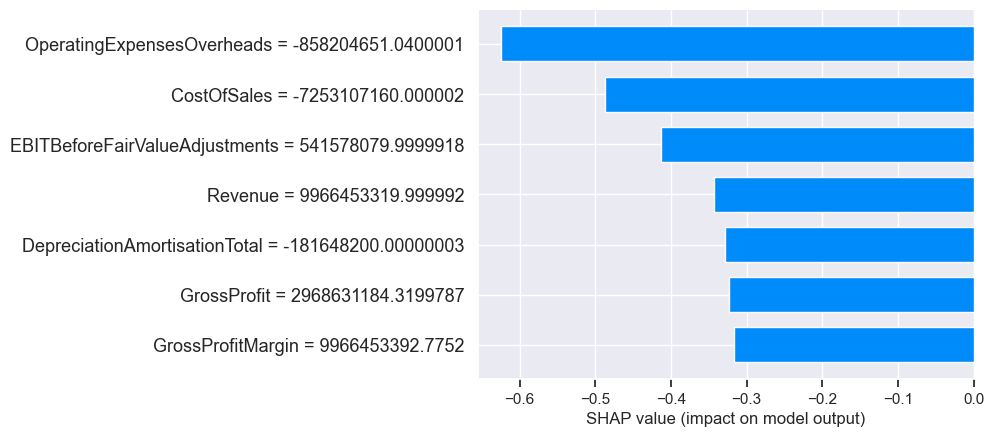 OperatingExpensesOverheads = -858204651.0400001
CostOfSales = -7253107160.000002
EBITBeforeFairValueAdjustments = 541578079.9999918
Revenue = 9966453319.999992
DepreciationAmortisationTotal = -181648200.00000003
GrossProfit = 2968631184.3199787
GrossProfitMargin = 9966453392.7752
−0.6 −0.5 −0.4 −0.3 −0.2 −0.1 0.0
SHAP value (impact on model output)